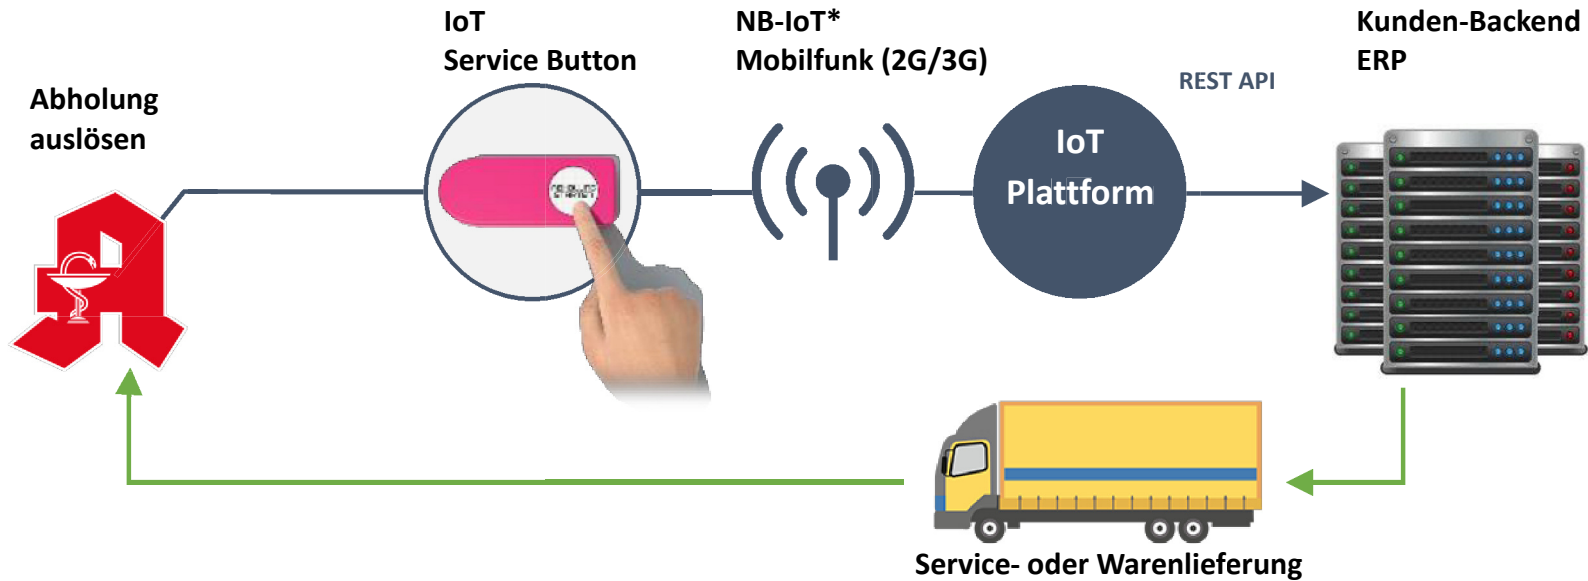 IoT
Service Button
NB-IoT*
Mobilfunk (2G/3G)
Kunden-Backend
ERP
REST API
Abholung
auslösen
IoT
Plattform
Service- oder Warenlieferung